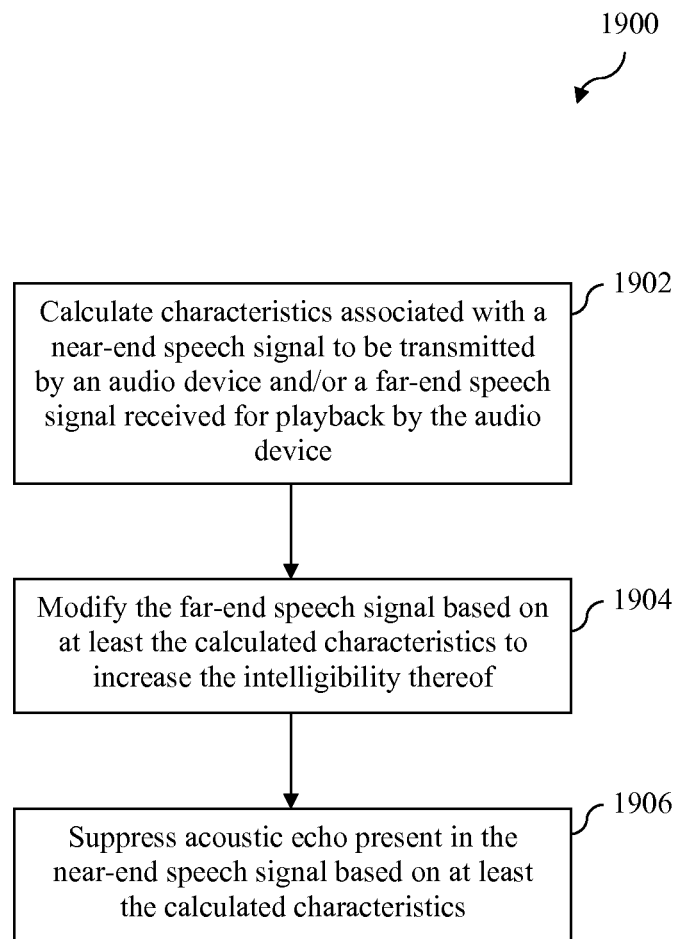 1900
1902
Calculate characteristics associated with a
near-end speech signal to be transmitted
by an audio device and/or a far-end speech
signal received for playback by the audio
device
1904
Modify the far-end speech signal based on
at least the calculated characteristics to
increase the intelligibility thereof
1906
Suppress acoustic echo present in the
near-end speech signal based on at least
the calculated characteristics